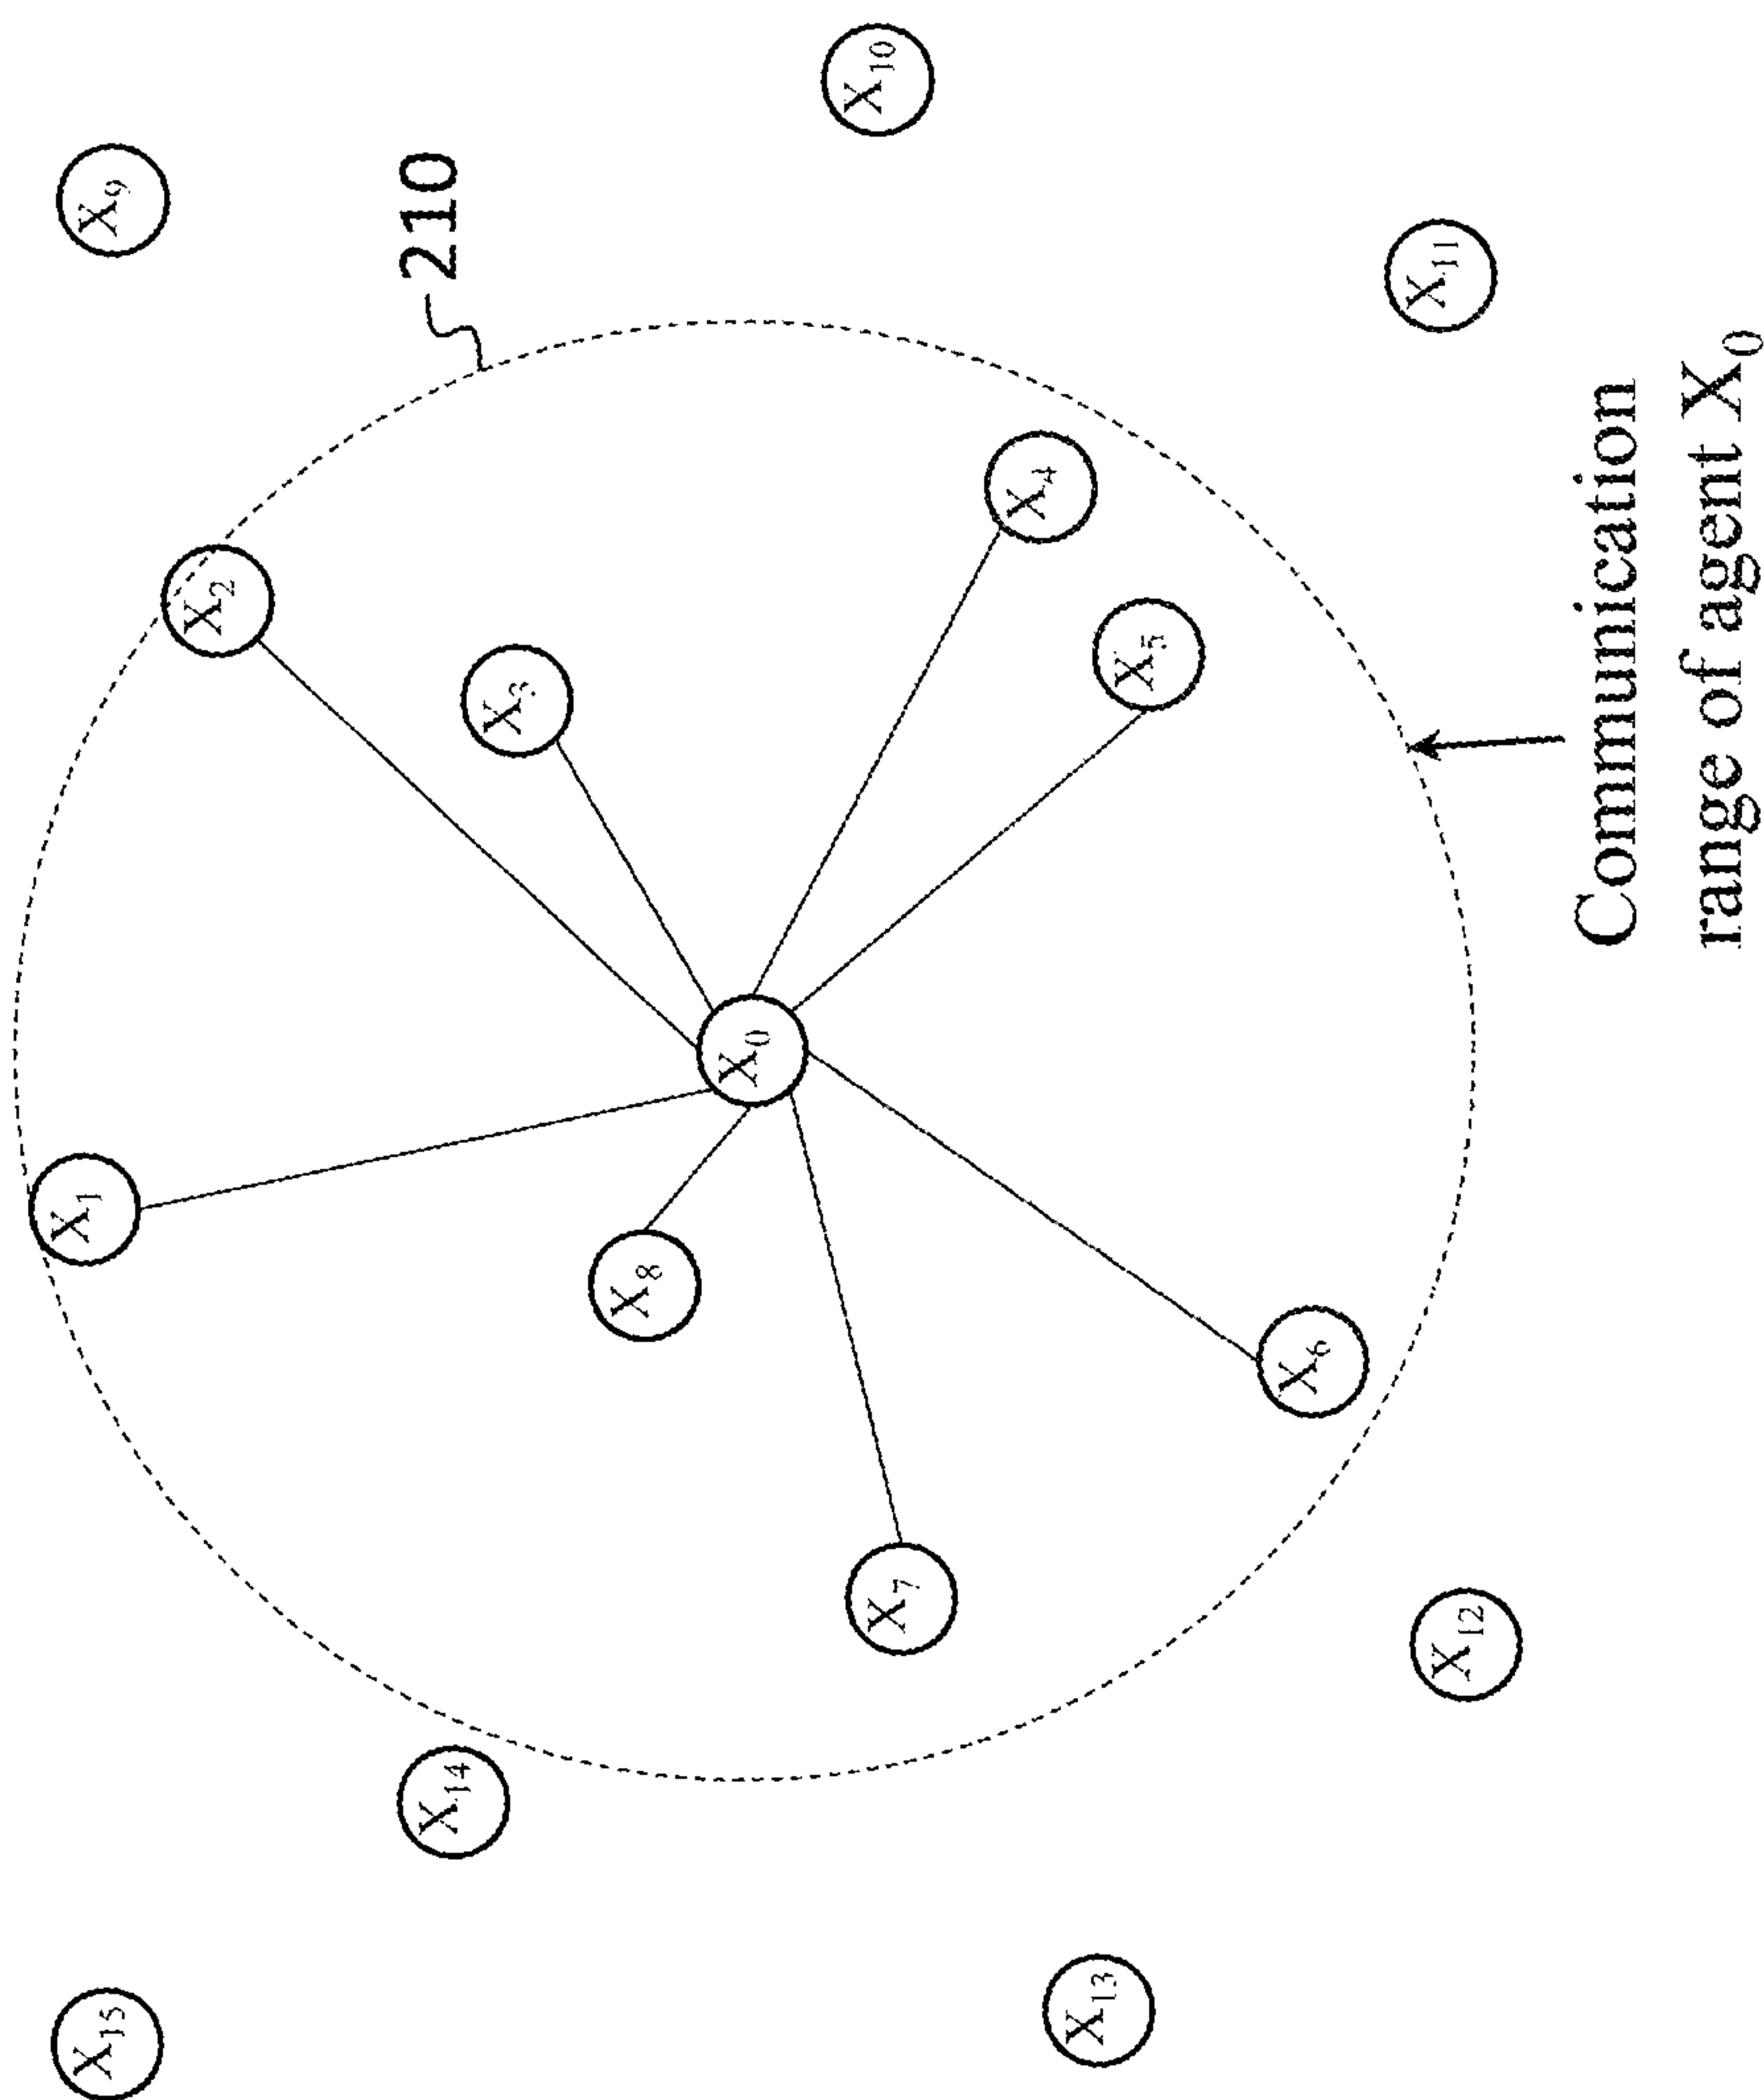 X15
X1
X9
X2
X14
210
X3
X8
X0
X7
X10
X4
X13
X5
X6
X12
X11
Communication
range of agent X0